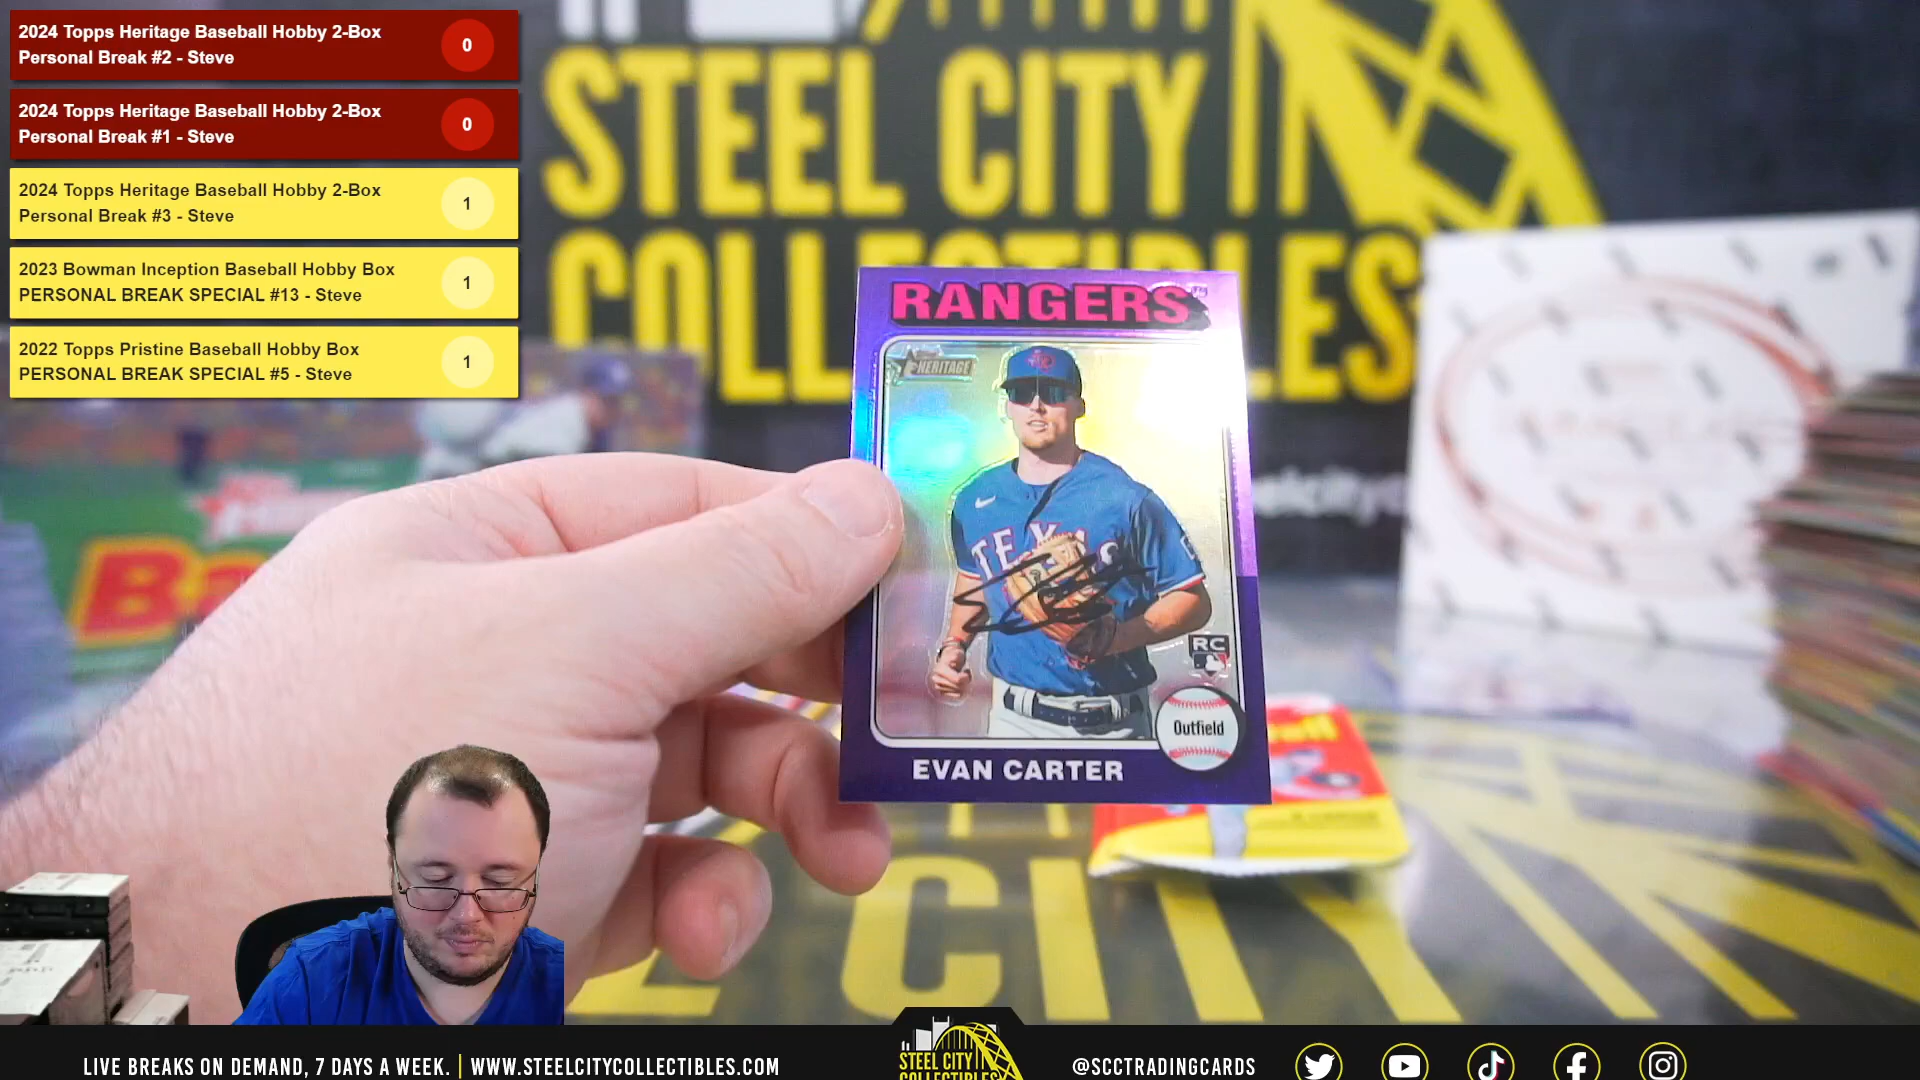 2024 Topps Heritage Baseball Hobby 2-Box
Personal Break #2 - Steve
0
2024 Topps Heritage Baseball Hobby 2-Box
Personal Break #1 - Steve
0
2024 Topps Heritage Baseball Hobby 2-Box
Personal Break #3 - Steve
1
2023 Bowman Inception Baseball Hobby Box
PERSONAL BREAK SPECIAL #13 - Steve
1
2022 Topps Pristine Baseball Hobby Box
PERSONAL BREAK SPECIAL #5 - Steve
1
STEEL CITY
COLLECTIBLES
RANGERS
HERITAGE
TEXAS
RC
Outfield
EVAN CARTER
CITY
LIVE BREAKS ON DEMAND, 7 DAYS A WEEK. | WWW.STEELCITYCOLLECTIBLES.COM
STEEL CITY
COLLECTIBLES
@SCCTRADINGCARDS